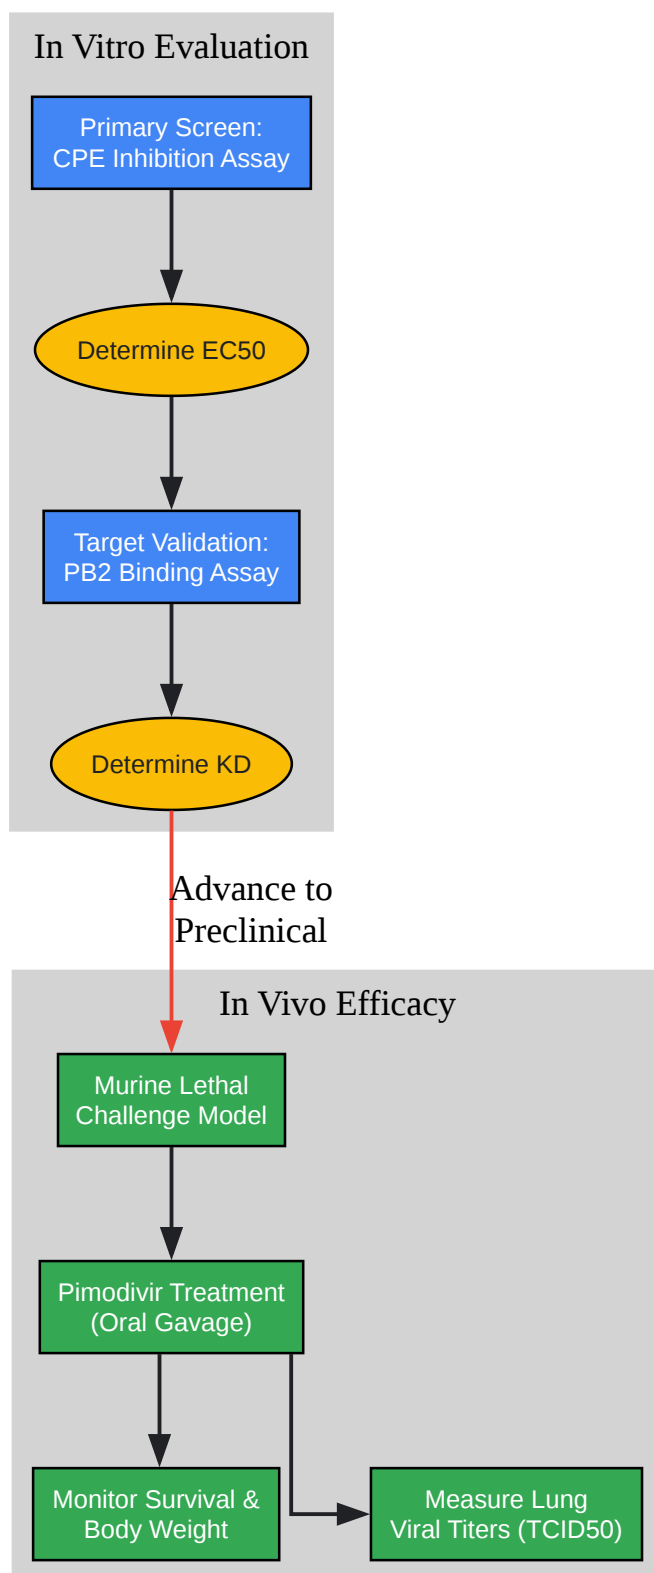 In Vitro Evaluation
Primary Screen:
CPE Inhibition Assay
Determine EC50
Target Validation:
PB2 Binding Assay
Determine KD
Advance to
Preclinical
In Vivo Efficacy
Murine Lethal
Challenge Model
Pimodivir Treatment
(Oral Gavage)
Monitor Survival &
Body Weight
Measure Lung
Viral Titers (TCID50)